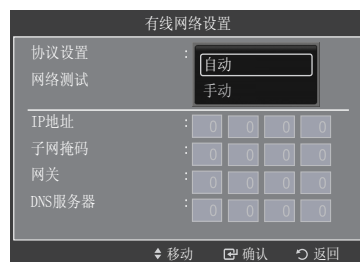 有线网络设置
协议设置 : 自动
手动
网络测试
IP地址 : 0 0 0 0
子网掩码 : 0 0 0 0
网关 : 0 0 0 0
DNS服务器 : 0 0 0 0
移动 确认 返回